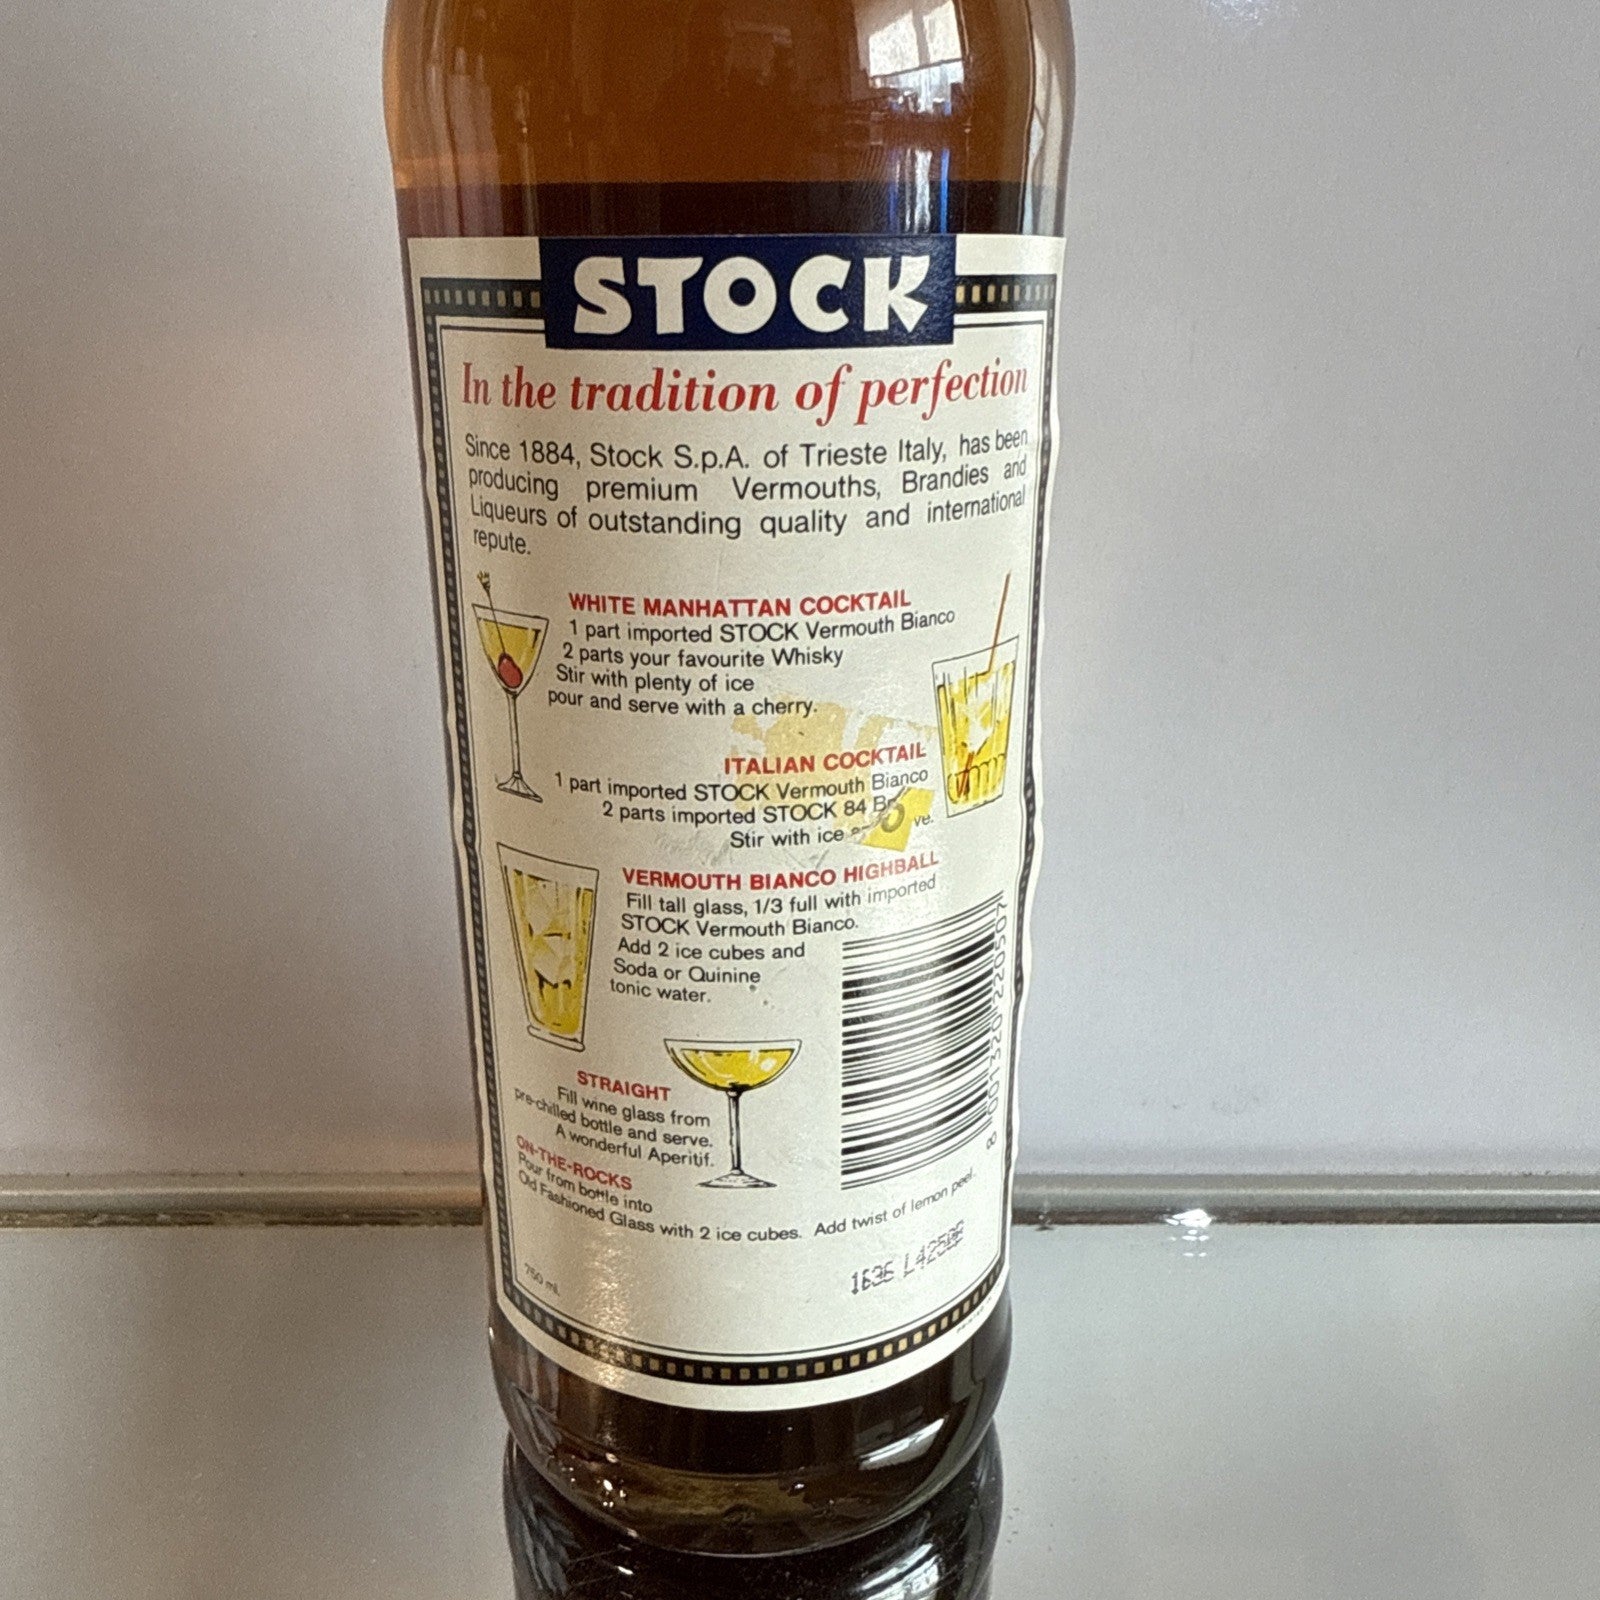 STOCK
In the tradition of perfection
Since 1884, Stock S.p.A. of Trieste Italy, has been
producing premium Vermouths, Brandies and
Liqueurs of outstanding quality and international
repute.
WHITE MANHATTAN COCKTAIL
1 part imported STOCK Vermouth Bianco
2 parts your favourite Whisky
Stir with plenty of ice
pour and serve with a cherry.
ITALIAN COCKTAIL
1 part imported STOCK Vermouth Bianco
2 parts imported STOCK 84
Stir with ice
VERMOUTH BIANCO HIGHBALL
Fill tall glass, 1/3 full with imported
STOCK Vermouth Bianco.
Add 2 ice cubes and
Soda or Quinine
tonic water.
8 001320 220507
STRAIGHT
Fill wine glass from
pre-chilled bottle and serve.
A wonderful Aperitif.
ON-THE-ROCKS
Pour from bottle into
Old Fashioned Glass with 2 ice cubes. Add twist of lemon peel.
750 ml.